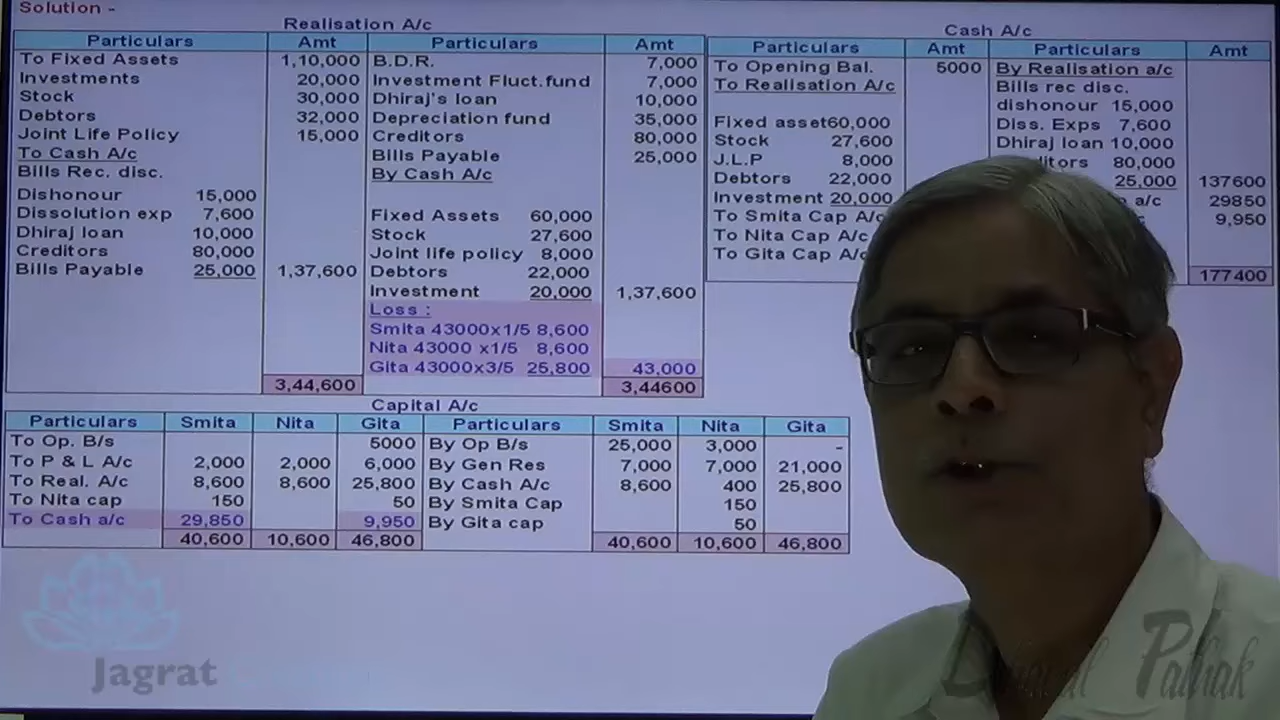 Solution -
Realisation A/c
Particulars Amt Particulars Amt
To Fixed Assets 1,10,000 B.D.R. 7,000
Investments 20,000 Investment Fluct.fund 7,000
Stock 30,000 Dhiraj's loan 10,000
Debtors 32,000 Depreciation fund 35,000
Joint Life Policy 15,000 Creditors 80,000
To Cash A/c Bills Payable 25,000
Bills Rec. disc. By Cash A/c
Dishonour 15,000
Dissolution exp 7,600 Fixed Assets 60,000
Dhiraj loan 10,000 Stock 27,600
Creditors 80,000 Joint life policy 8,000
Bills Payable 25,000 1,37,600 Debtors 22,000
Investment 20,000 1,37,600
Loss :
Smita 43000x1/5 8,600
Nita 43000 x1/5 8,600
Gita 43000x3/5 25,800 43,000
3,44,600 3,44600
Cash A/c
Particulars Amt Particulars Amt
To Opening Bal. 5000 By Realisation a/c
To Realisation A/c Bills rec disc.
dishonour 15,000
Fixed asset60,000 Diss. Exps 7,600
Stock 27,600 Dhiraj loan 10,000
J.L.P 8,000 80,000
Debtors 22,000 25,000 137600
Investment 20,000 a/c 29850
To Smita Cap A/c 9,950
To Nita Cap A/c
To Gita Cap A/c
177400
Capital A/c
Particulars Smita Nita Gita Particulars Smita Nita Gita
To Op. B/s 5000 By Op B/s 25,000 3,000 -
To P & L A/c 2,000 2,000 6,000 By Gen Res 7,000 7,000 21,000
To Real. A/c 8,600 8,600 25,800 By Cash A/c 8,600 400 25,800
To Nita cap 150 50 By Smita Cap 150
To Cash a/c 29,850 9,950 By Gita cap 50
40,600 10,600 46,800 40,600 10,600 46,800
Jagrat
Pathak